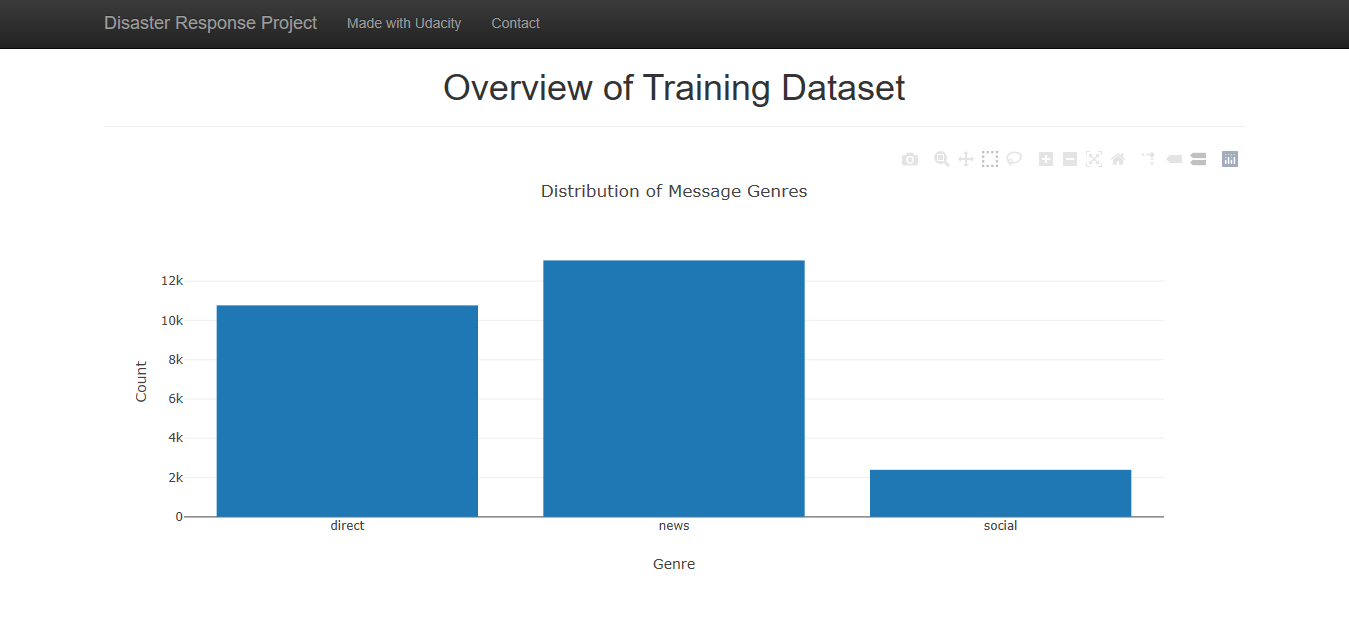 Disaster Response Project Made with Udacity Contact
Overview of Training Dataset
Distribution of Message Genres
12k
10k
8k
6k
4k
2k
0
Count
direct news social
Genre